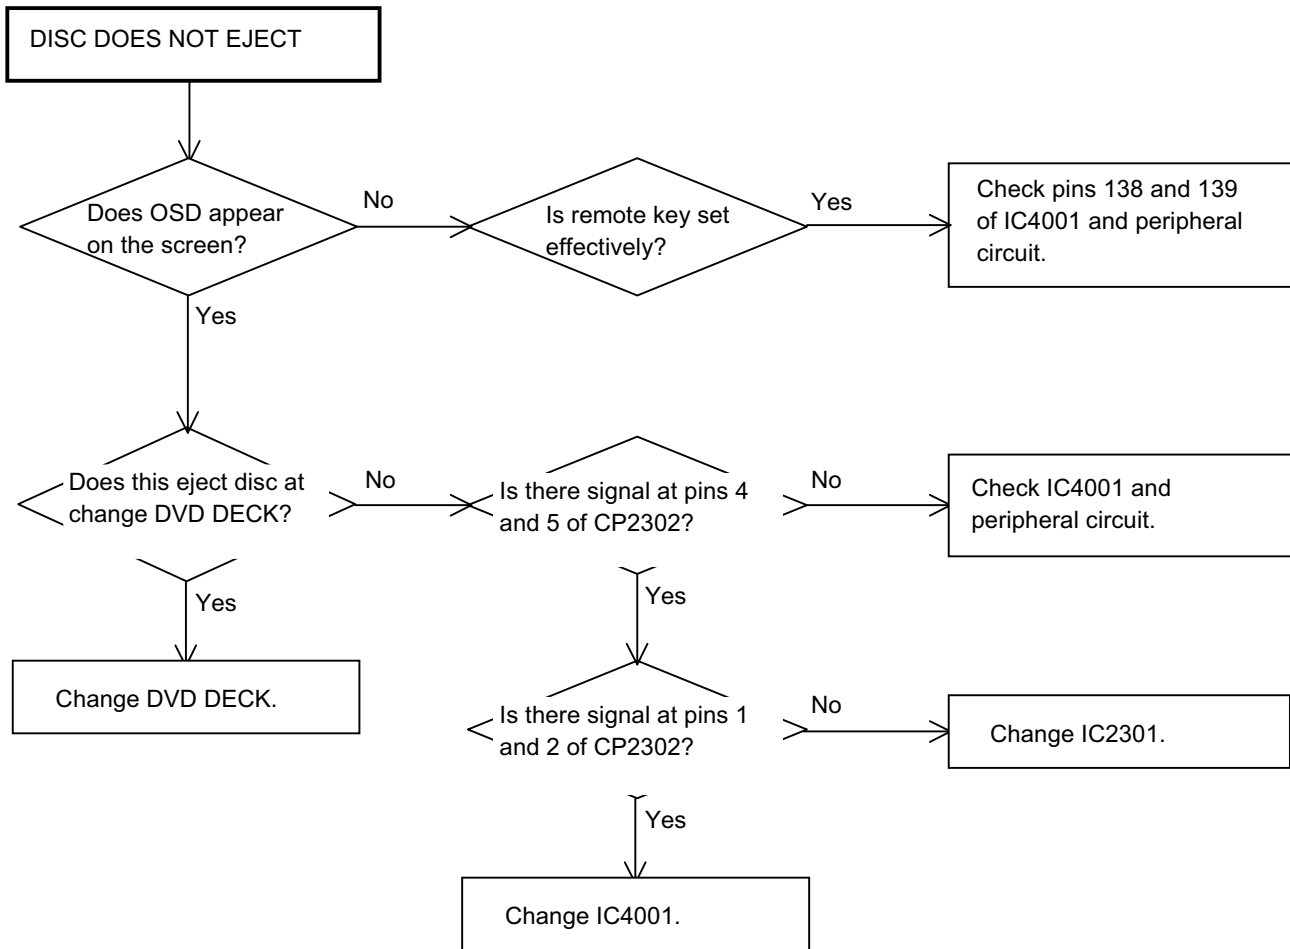 DISC DOES NOT EJECT
Does OSD appear
on the screen?
No
Is remote key set
effectively?
Yes
Check pins 138 and 139
of IC4001 and peripheral
circuit.
Yes
Does this eject disc at
change DVD DECK?
No
Is there signal at pins 4
and 5 of CP2302?
No
Check IC4001 and
peripheral circuit.
Yes
Yes
Change DVD DECK.
Is there signal at pins 1
and 2 of CP2302?
No
Change IC2301.
Yes
Change IC4001.